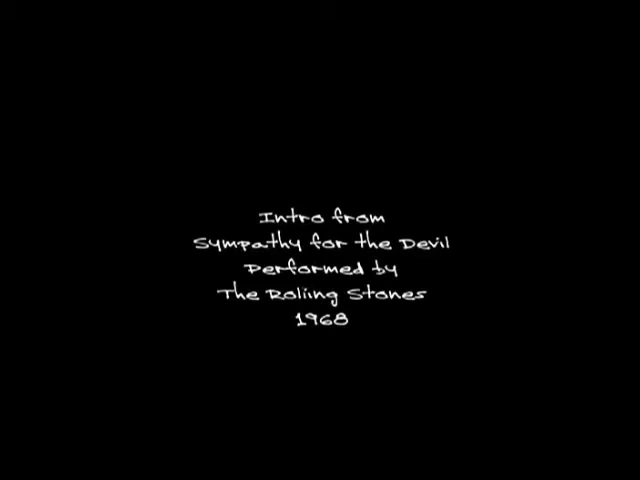 Intro from
Sympathy for the Devil
Performed by
The Rolling Stones
1968